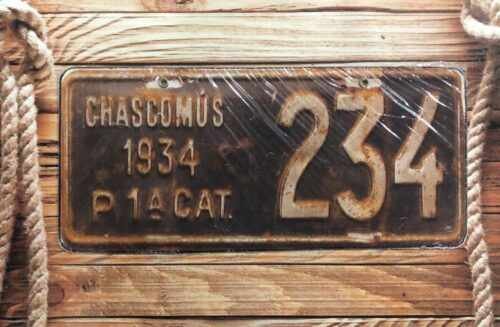 CHASCOMÚS
1934
P 1A CAT.
234